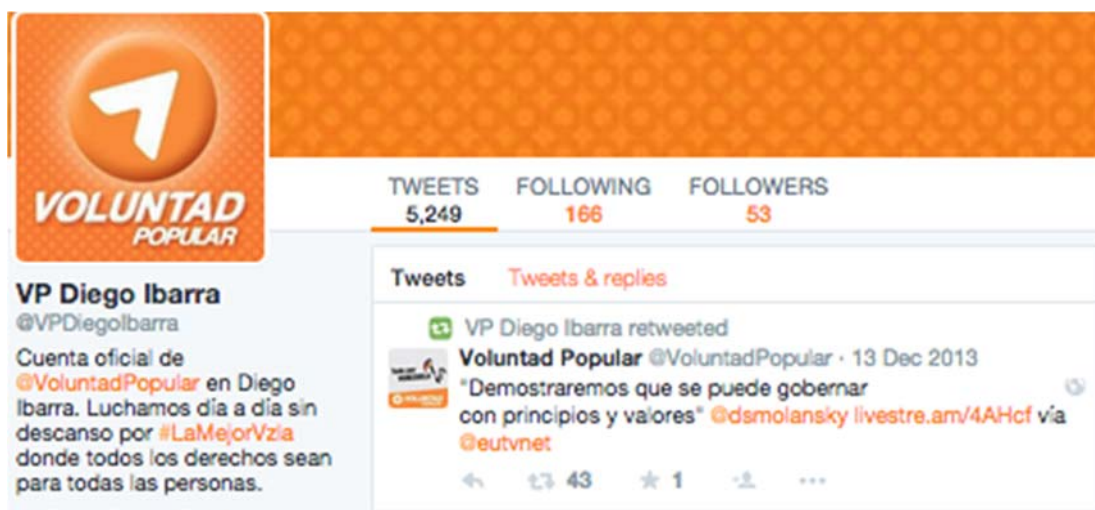 VOLUNTAD
POPULAR
TWEETS FOLLOWING FOLLOWERS
5,249 166 53
VP Diego Ibarra
@VPDiegoIbarra
Cuenta oficial de
@VoluntadPopular en Diego
Ibarra. Luchamos día a día sin
descanso por #LaMejorVzla
donde todos los derechos sean
para todas las personas.
Tweets Tweets & replies
VP Diego Ibarra retweeted
Voluntad Popular @VoluntadPopular · 13 Dec 2013
"Demostraremos que se puede gobernar
con principios y valores" @dsmolansky livestre.am/4AHcf vía
@eutvnet
43 1